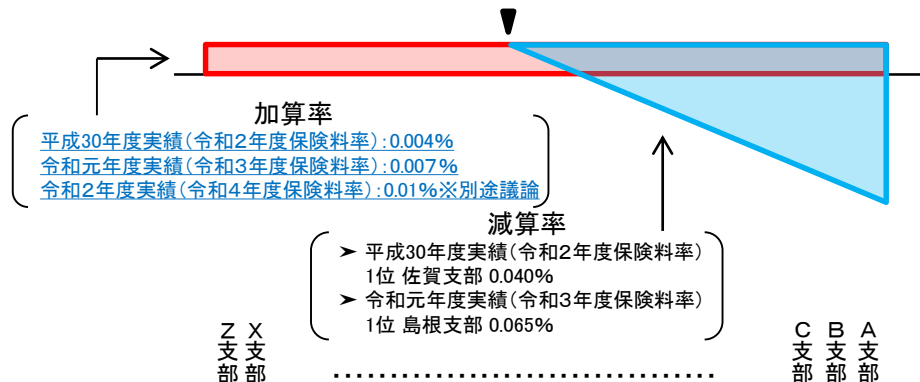 加算率
平成30年度実績(令和2年度保険料率):0.004%
令和元年度実績(令和3年度保険料率):0.007%
令和2年度実績(令和4年度保険料率):0.01%※別途議論
減算率
➤ 平成30年度実績(令和2年度保険料率)
1位 佐賀支部 0.040%
➤ 令和元年度実績(令和3年度保険料率)
1位 島根支部 0.065%
Z支部
X支部
‥‥‥‥‥‥‥‥‥‥‥‥
C支部
B支部
A支部